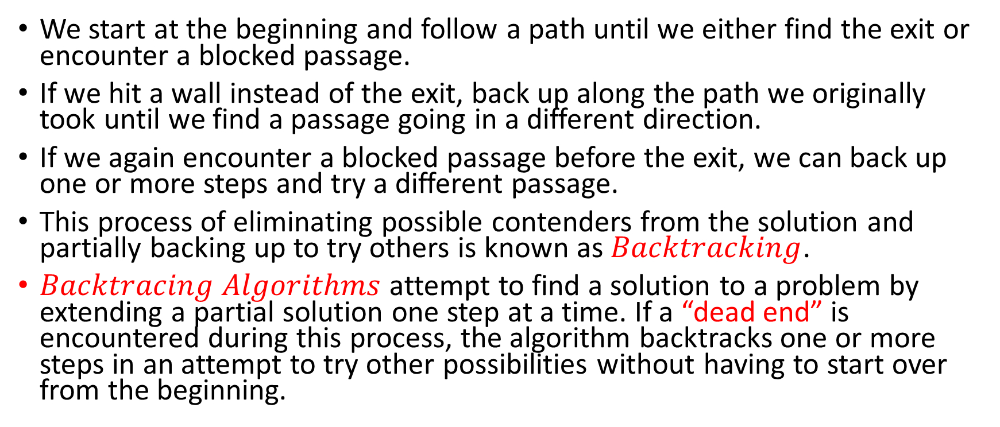 • We start at the beginning and follow a path until we either find the exit or
encounter a blocked passage.
• If we hit a wall instead of the exit, back up along the path we originally
took until we find a passage going in a different direction.
• If we again encounter a blocked passage before the exit, we can back up
one or more steps and try a different passage.
• This process of eliminating possible contenders from the solution and
partially backing up to try others is known as Backtracking.
• Backtracing Algorithms attempt to find a solution to a problem by
extending a partial solution one step at a time. If a “dead end” is
encountered during this process, the algorithm backtracks one or more
steps in an attempt to try other possibilities without having to start over
from the beginning.